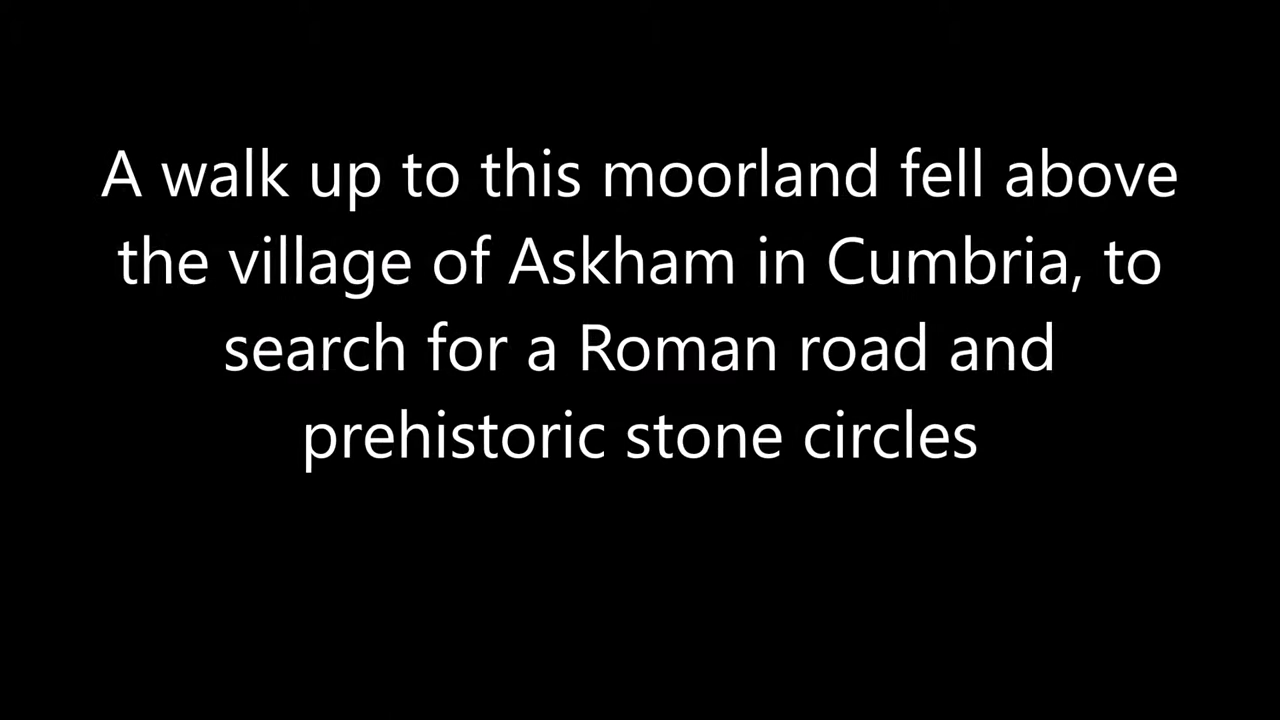 A walk up to this moorland fell above
the village of Askham in Cumbria, to
search for a Roman road and
prehistoric stone circles